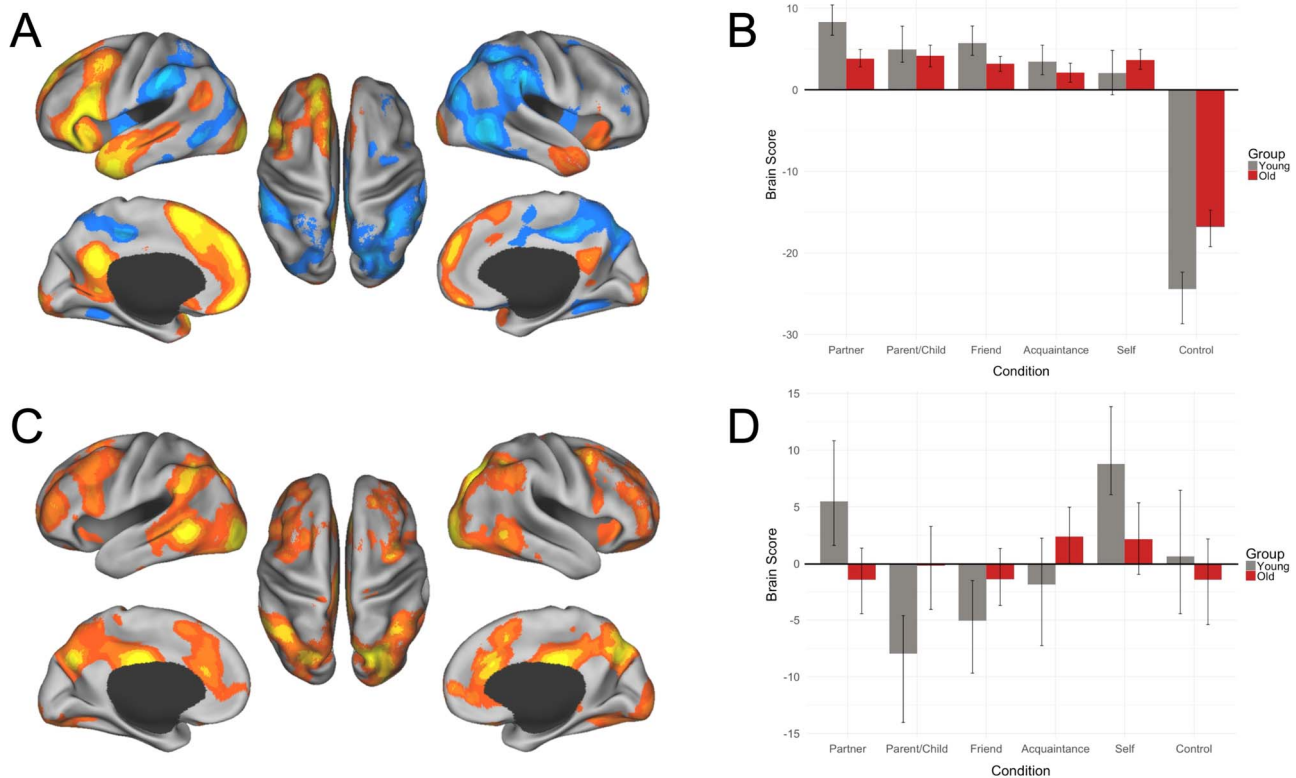 A
B
10
0
-10
-20
-30
Brain Score
Partner Parent/Child Friend Acquaintance Self Control
Condition
Group
Young
Old
C
D
15
10
5
0
-5
-10
-15
Brain Score
Partner Parent/Child Friend Acquaintance Self Control
Condition
Group
Young
Old